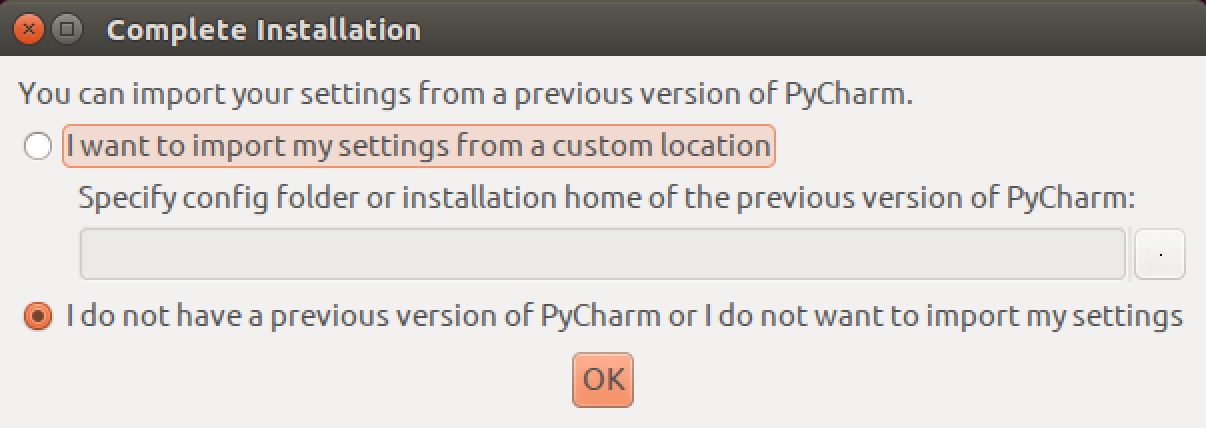 Complete Installation
You can import your settings from a previous version of PyCharm.
I want to import my settings from a custom location
Specify config folder or installation home of the previous version of PyCharm:
.
I do not have a previous version of PyCharm or I do not want to import my settings
OK